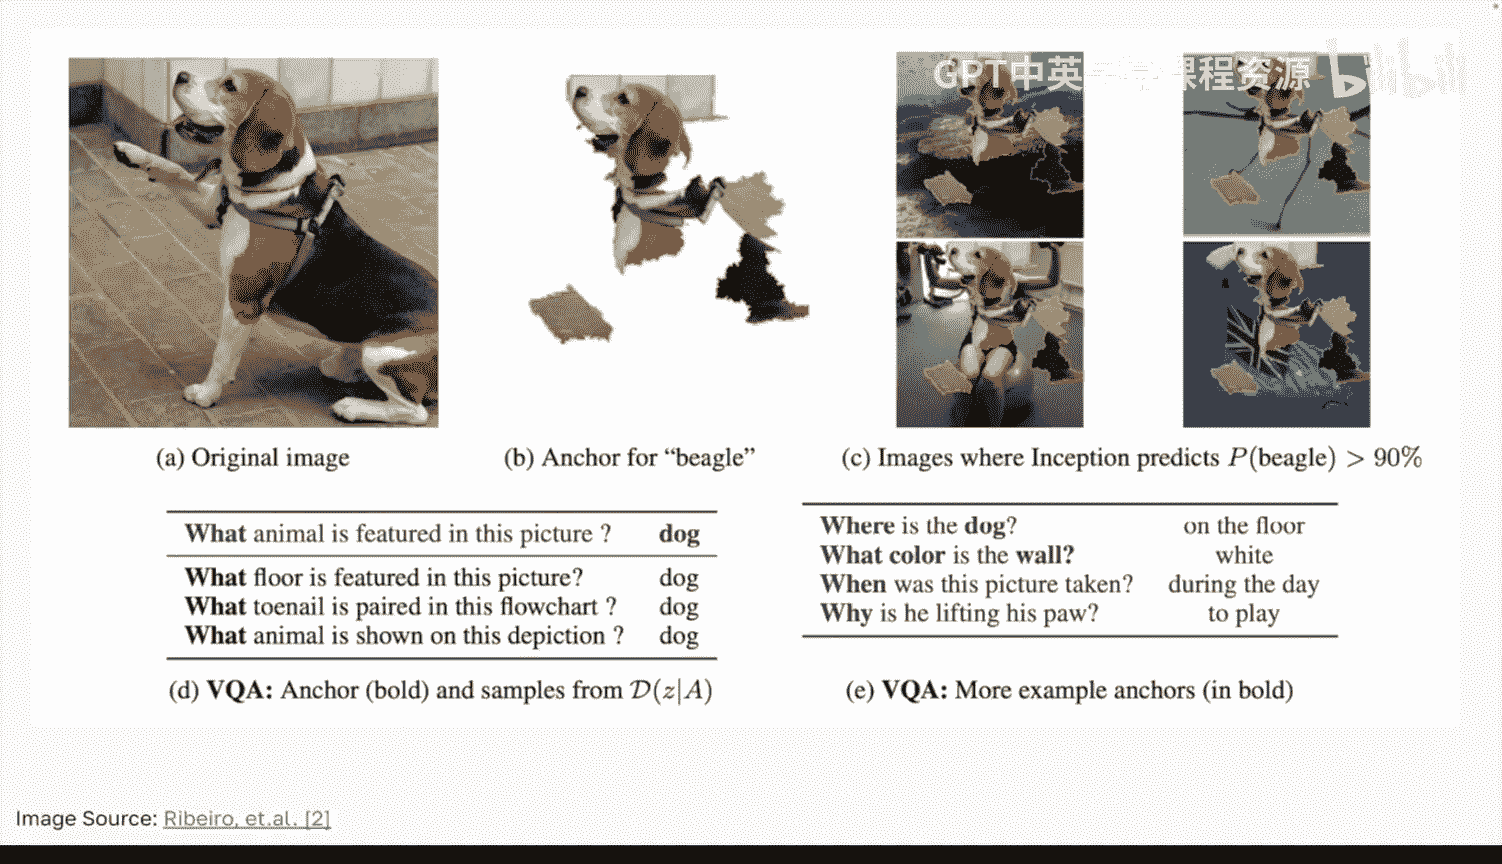 GPT中英 课程资源 bilibili
(a) Original image
(b) Anchor for “beagle”
(c) Images where Inception predicts P(beagle) > 90%
What animal is featured in this picture ? dog
What floor is featured in this picture? dog
What toenail is paired in this flowchart ? dog
What animal is shown on this depiction ? dog
(d) VQA: Anchor (bold) and samples from D(z|A)
Where is the dog? on the floor
What color is the wall? white
When was this picture taken? during the day
Why is he lifting his paw? to play
(e) VQA: More example anchors (in bold)
Image Source: Ribeiro, et.al. [2]